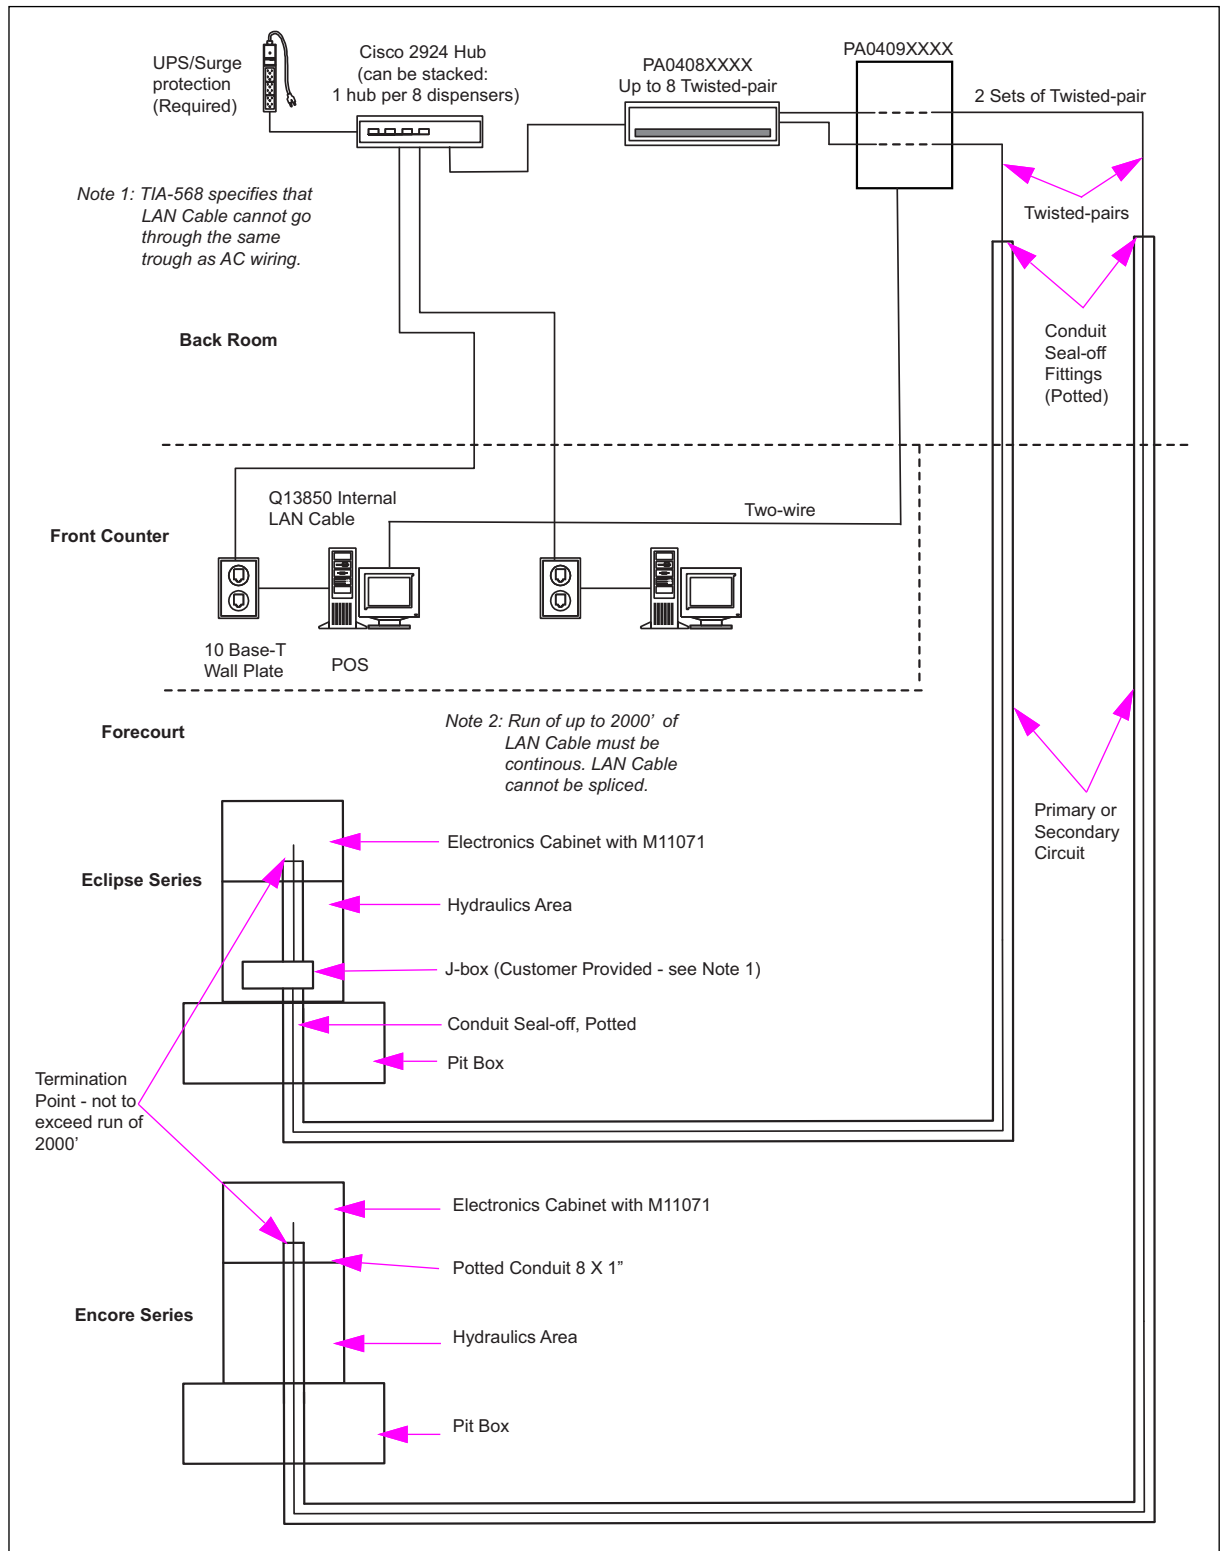 UPS/Surge
protection
(Required)
Cisco 2924 Hub
(can be stacked:
1 hub per 8 dispensers)
PA0408XXXX
Up to 8 Twisted-pair
PA0409XXXX
2 Sets of Twisted-pair
Note 1: TIA-568 specifies that
LAN Cable cannot go
through the same
trough as AC wiring.
Twisted-pairs
Back Room
Conduit
Seal-off
Fittings
(Potted)
Q13850 Internal
LAN Cable
Two-wire
Front Counter
10 Base-T
Wall Plate
POS
Forecourt
Note 2: Run of up to 2000’ of
LAN Cable must be
continous. LAN Cable
cannot be spliced.
Primary or
Secondary
Circuit
Electronics Cabinet with M11071
Eclipse Series
Hydraulics Area
J-box (Customer Provided - see Note 1)
Conduit Seal-off, Potted
Pit Box
Termination
Point - not to
exceed run of
2000’
Electronics Cabinet with M11071
Potted Conduit 8 X 1”
Encore Series
Hydraulics Area
Pit Box